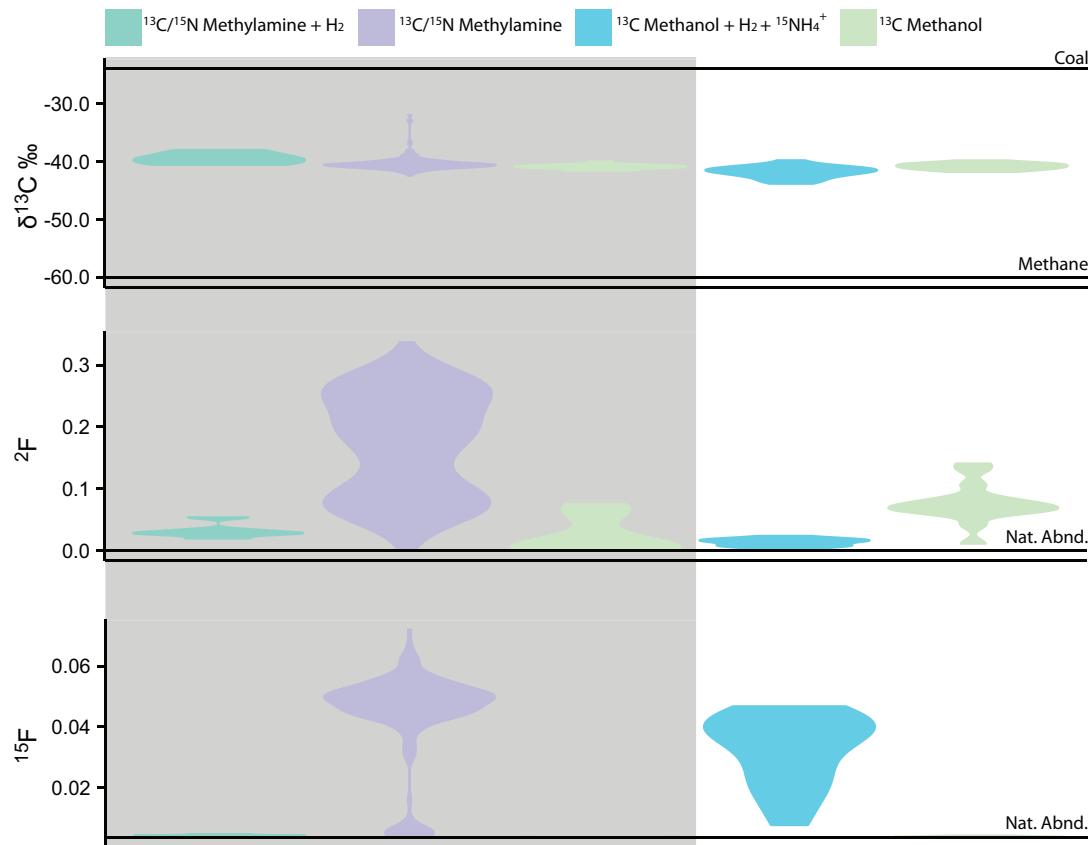 ¹³C/¹⁵N Methylamine + H₂ ¹³C/¹⁵N Methylamine ¹³C Methanol + H₂ + ¹⁵NH₄⁺ ¹³C Methanol
Coal
δ¹³C ‰
-30.0
-40.0
-50.0
-60.0
Methane
²F
0.3
0.2
0.1
0.0
Nat. Abnd.
¹⁵F
0.06
0.04
0.02
Nat. Abnd.